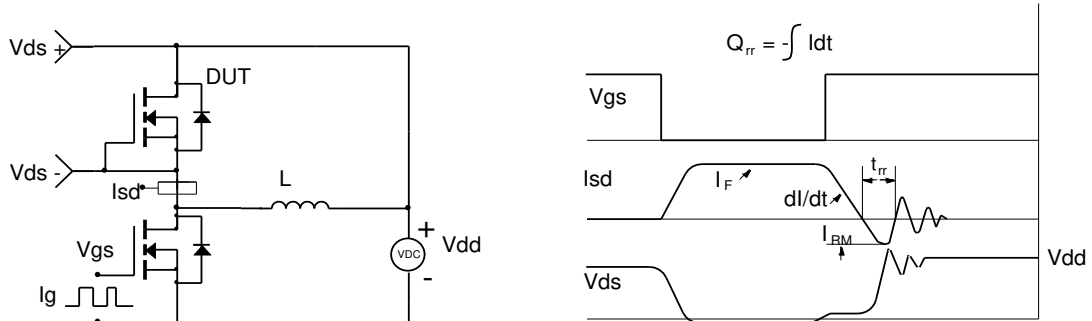 Vds +
DUT
Vds -
Isd
L
Vgs
Ig
+
VDC
-
Vdd
Qrr = -∫ Idt
Vgs
Isd
IF
dI/dt
trr
IRM
Vds
Vdd